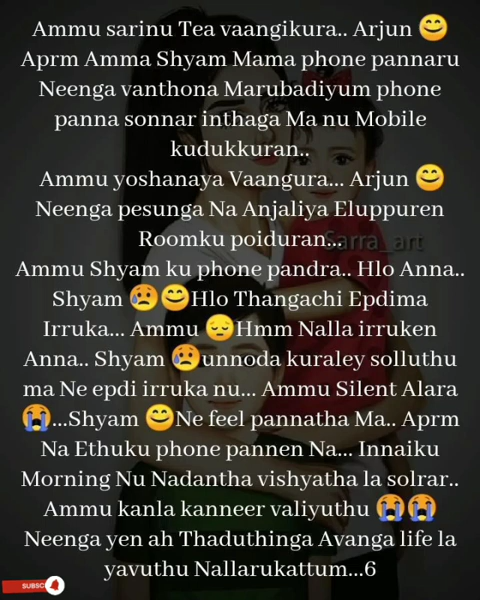 Ammu sarinu Tea vaangikura.. Arjun 😊
Aprm Amma Shyam Mama phone pannaru
Neenga vanthona Marubadiyum phone
panna sonnar inthaga Ma nu Mobile
kudukkuran..
Ammu yoshanaya Vaangura... Arjun 😊
Neenga pesunga Na Anjaliya Eluppuren
Roomku poiduran...
Sarra_art
Ammu Shyam ku phone pandra.. Hlo Anna..
Shyam 😥😊Hlo Thangachi Epdima
Irruka... Ammu 😔Hmm Nalla irruken
Anna.. Shyam 😥unnoda kuraley solluthu
ma Ne epdi irruka nu... Ammu Silent Alara
😭...Shyam 😊Ne feel pannatha Ma.. Aprm
Na Ethuku phone pannen Na... Innaiku
Morning Nu Nadantha vishyatha la solrar..
Ammu kanla kanneer valiyuthu 😭😭
Neenga yen ah Thaduthinga Avanga life la
yavuthu Nallarukattum...6
SUBSC